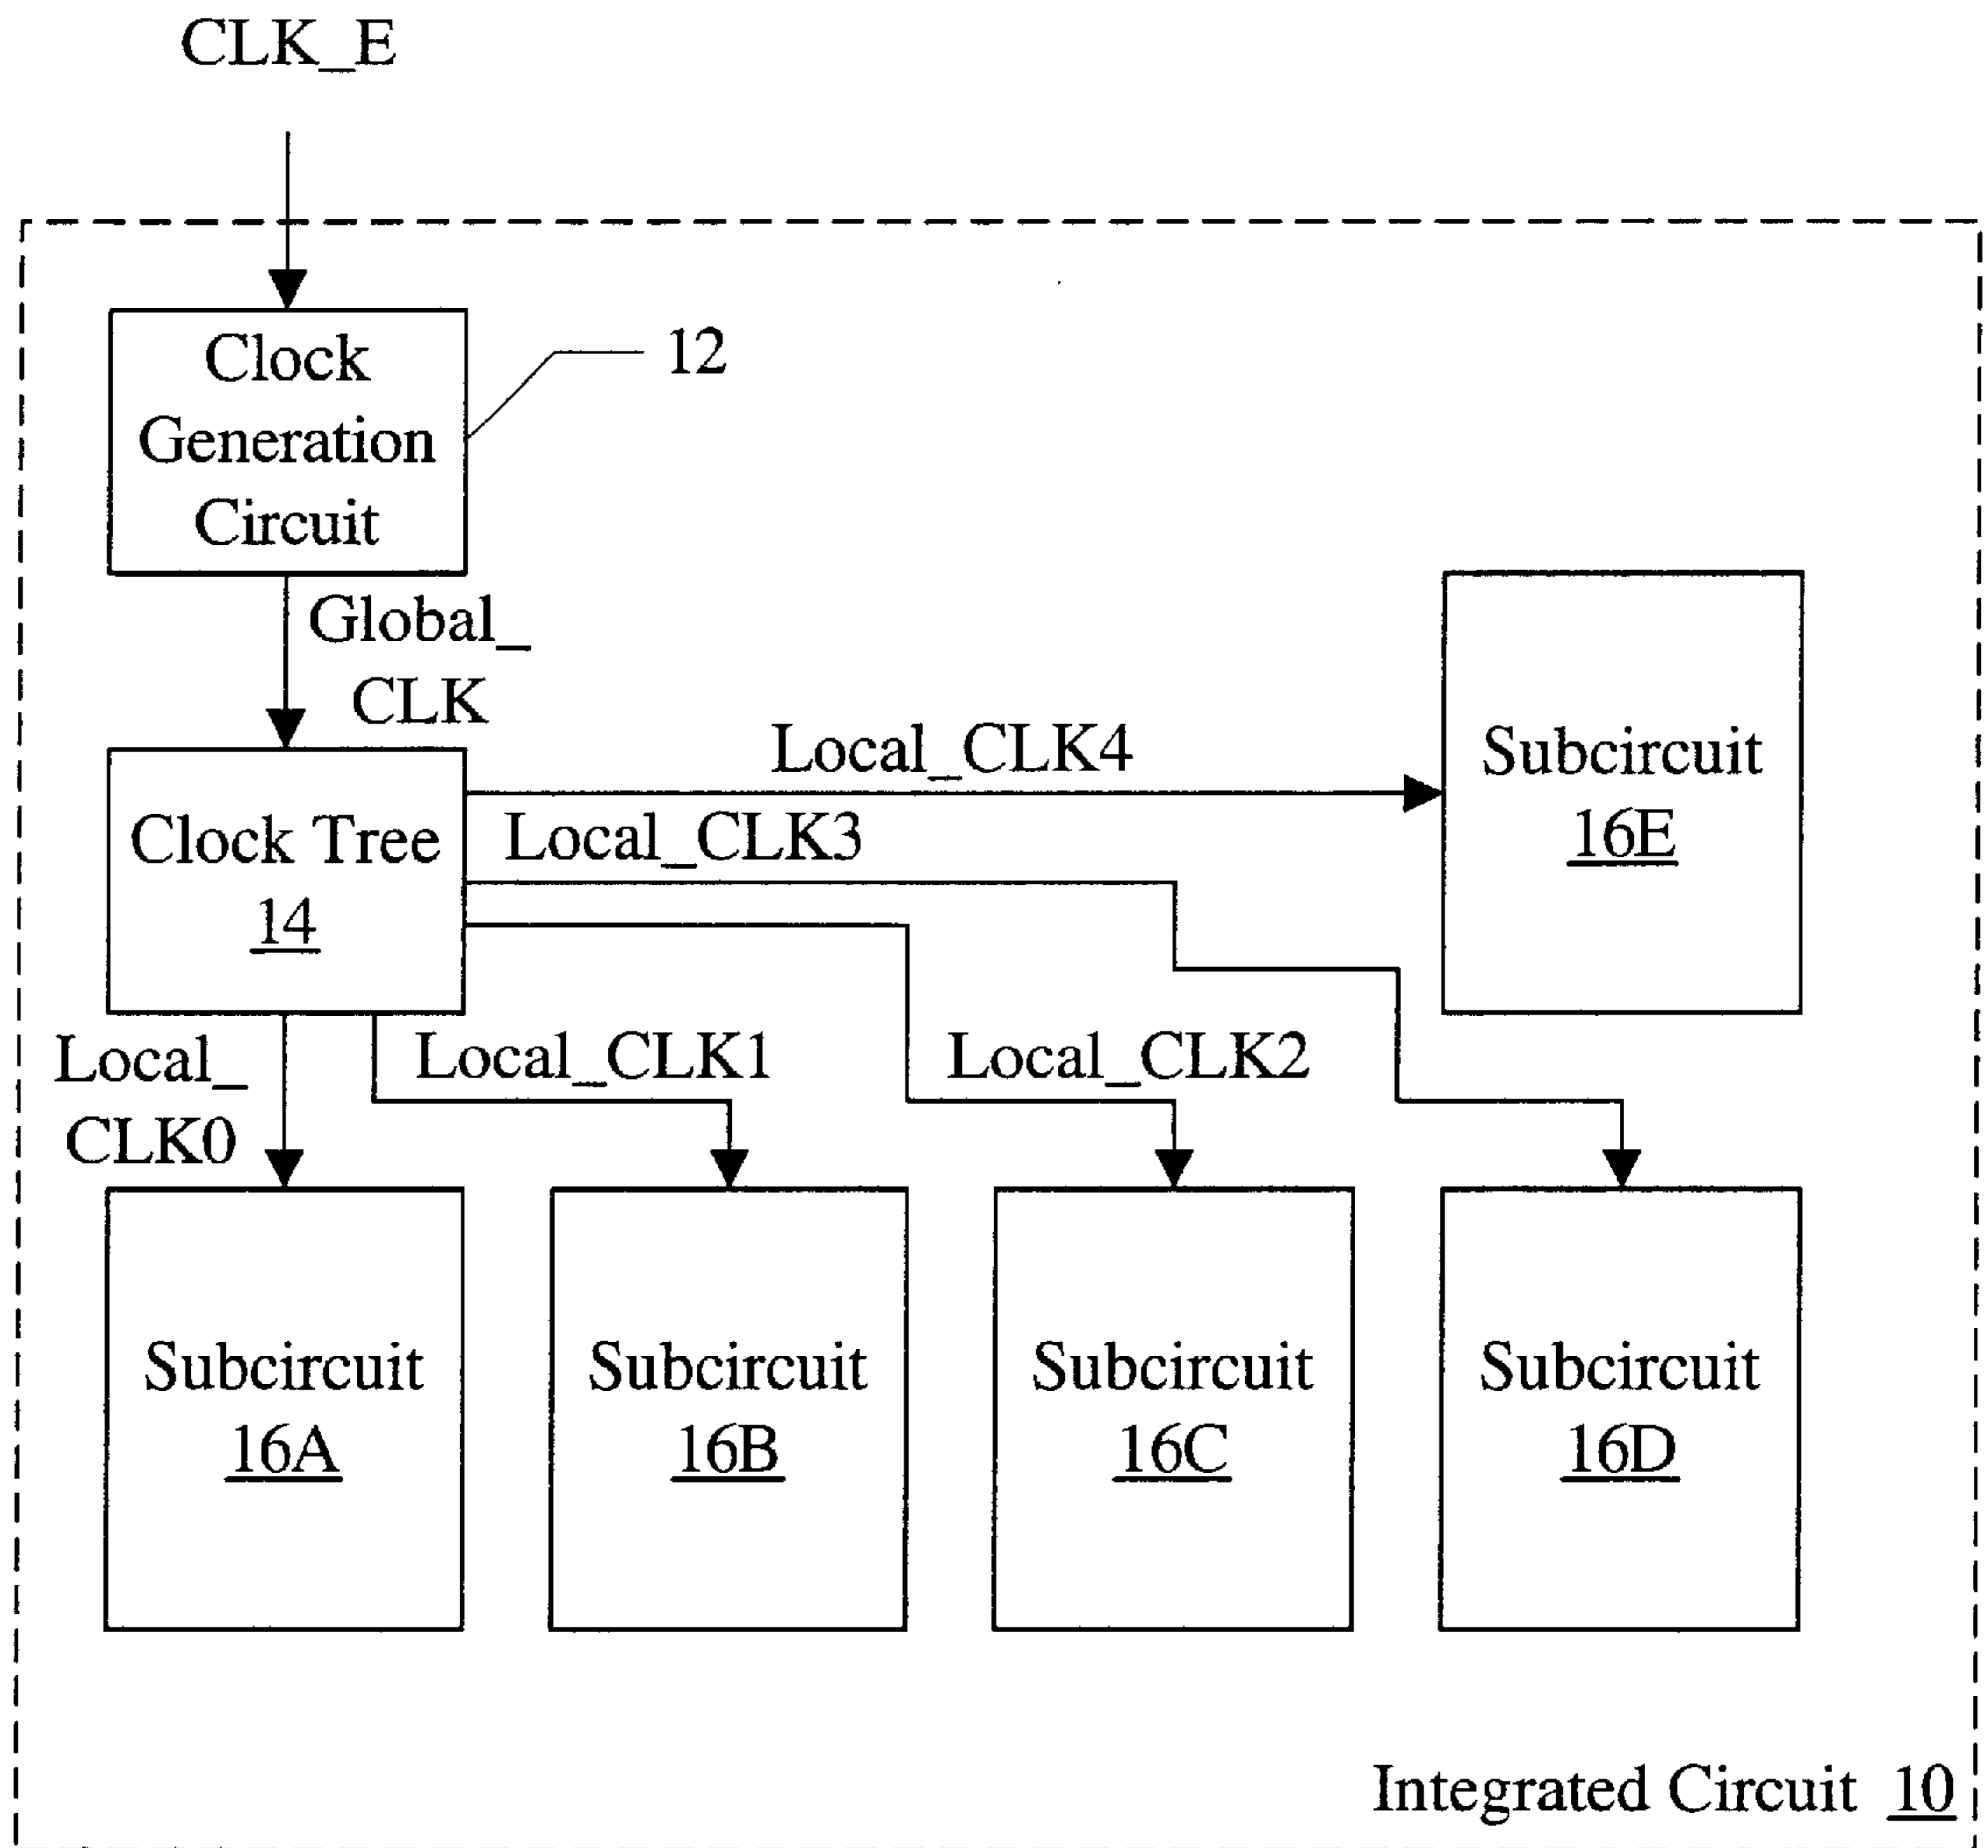 CLK_E
Clock
Generation
Circuit
12
Global_
CLK
Local_CLK4
Subcircuit
16E
Clock Tree
14
Local_CLK3
Local_
CLK0
Local_CLK1
Local_CLK2
Subcircuit
16A
Subcircuit
16B
Subcircuit
16C
Subcircuit
16D
Integrated Circuit 10